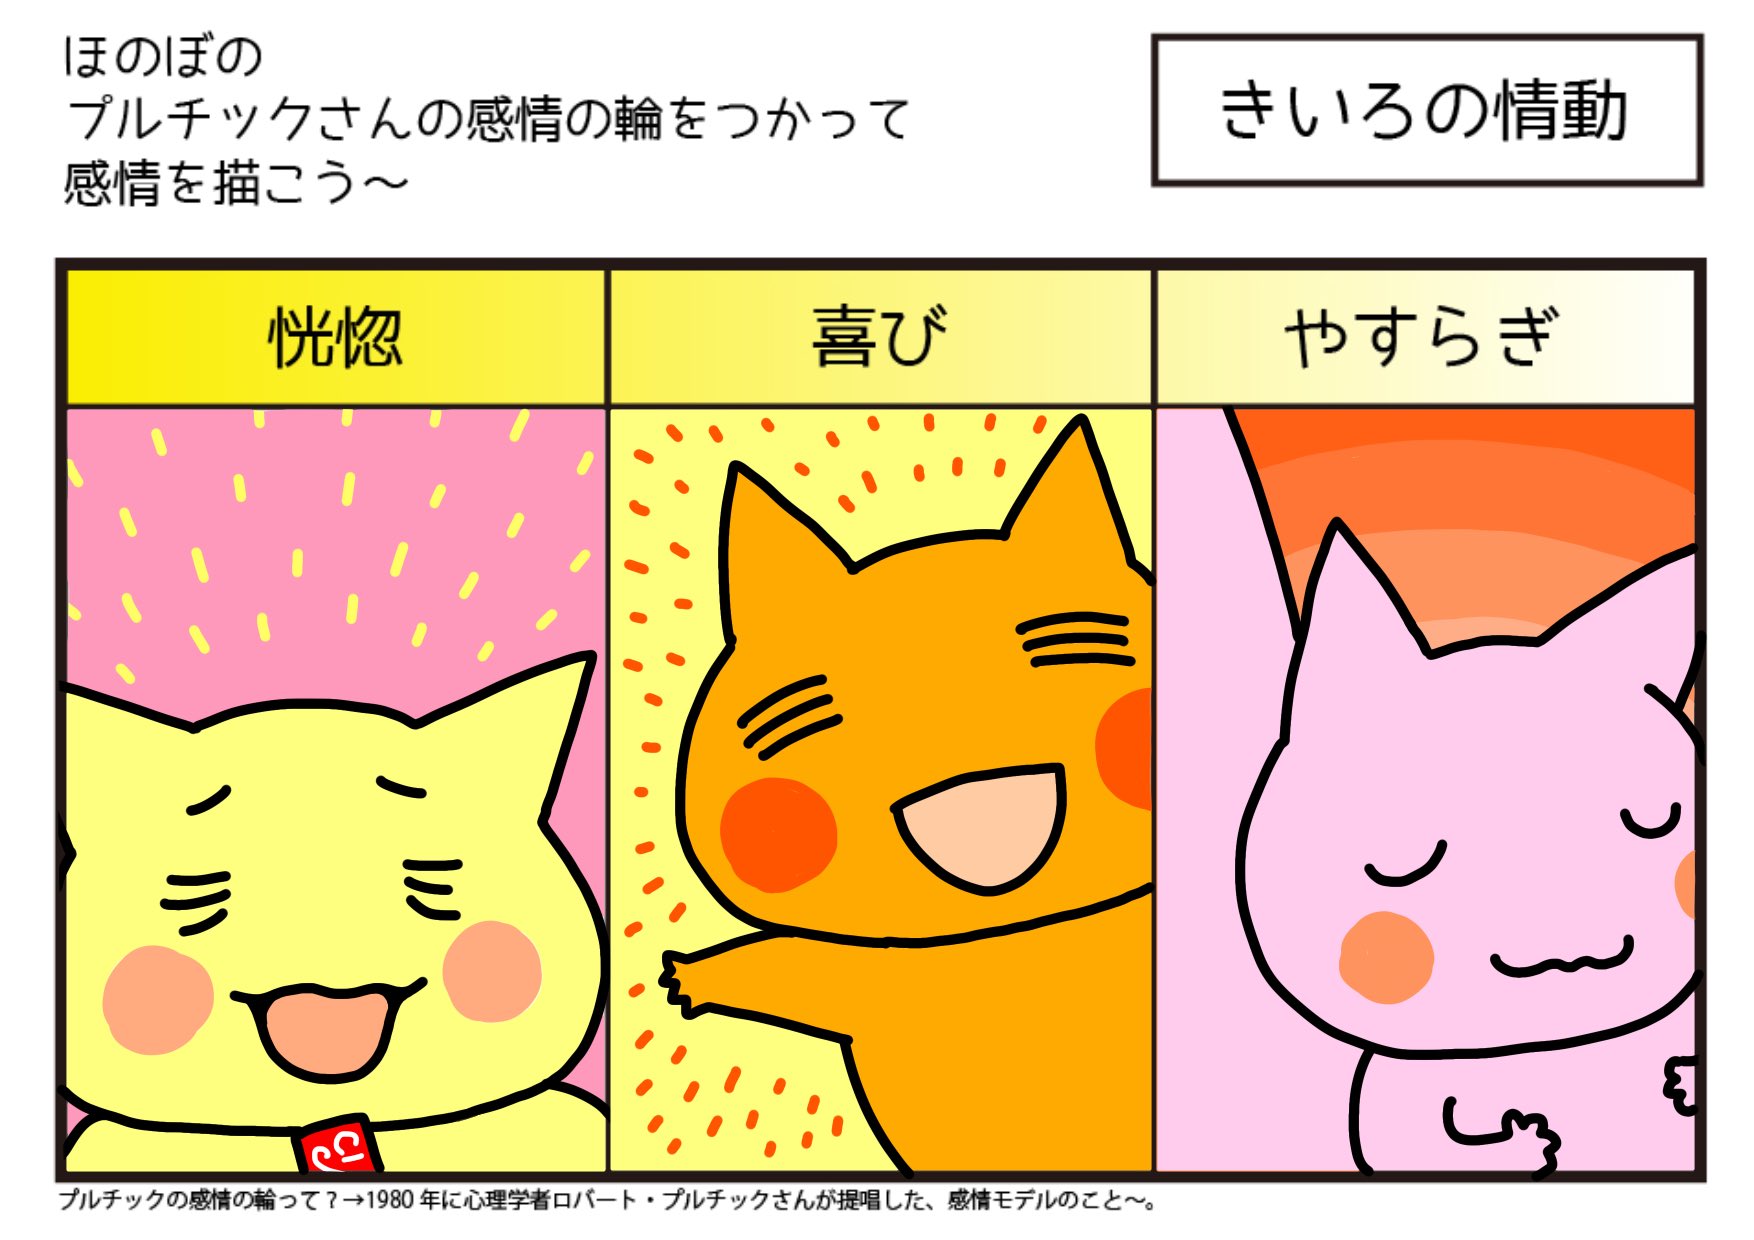 ほのぼの
プルチックさんの感情の輪をつかって
感情を描こう～
きいろの情動
恍惚
喜び
やすらぎ
プルチックの感情の輪って？→1980年に心理学者ロバート・プルチックさんが提唱した、感情モデルのこと～。